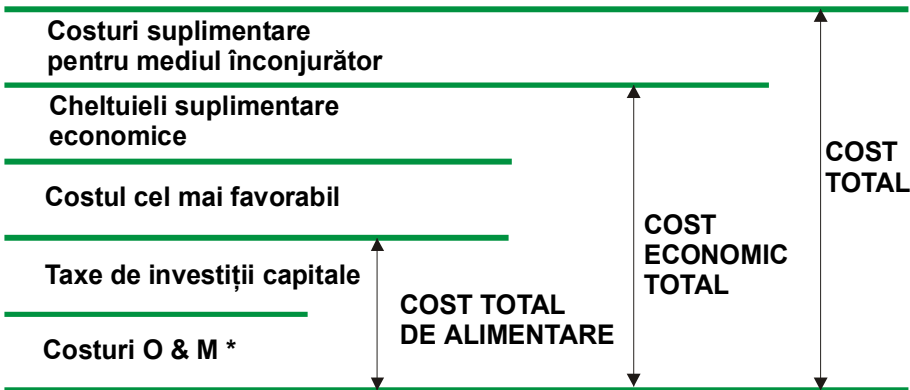 Costuri suplimentare
pentru mediul înconjurător
Cheltuieli suplimentare
economice
Costul cel mai favorabil
Taxe de investiții capitale
Costuri O & M *
COST TOTAL
DE ALIMENTARE
COST
ECONOMIC
TOTAL
COST
TOTAL